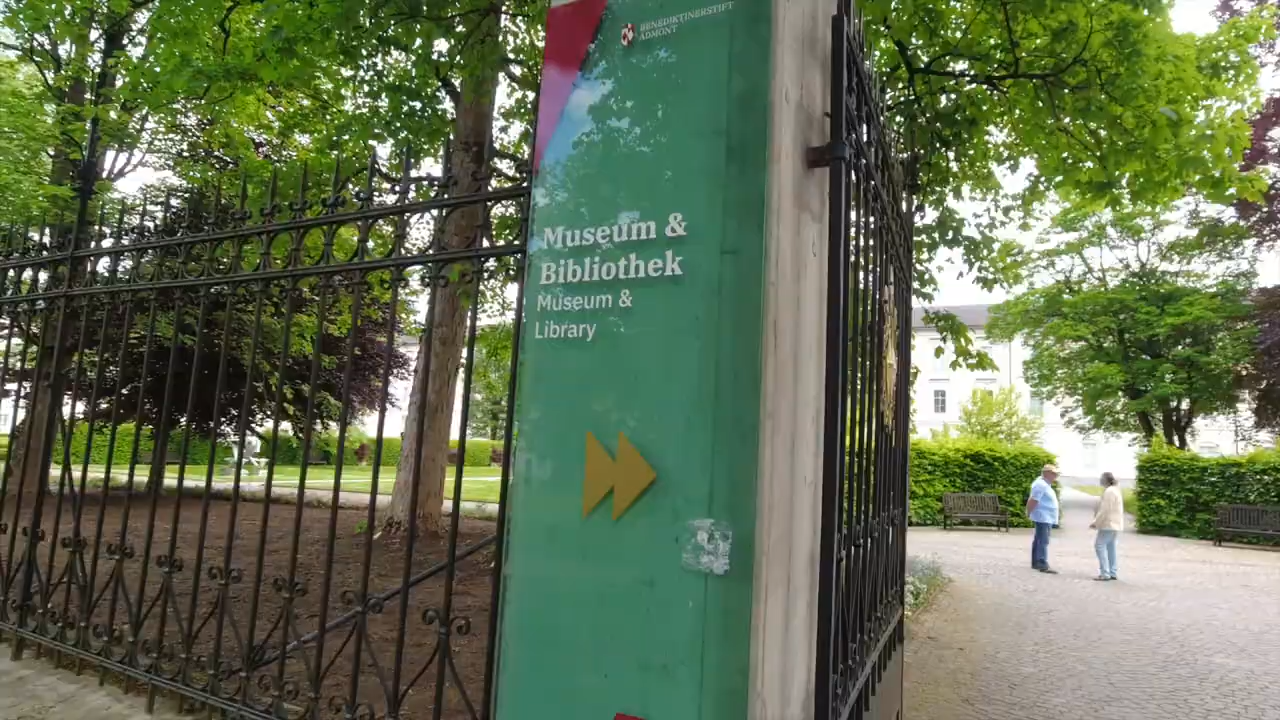 BENEDIKTINERSTIFT
ADMONT
Museum &
Bibliothek
Museum &
Library